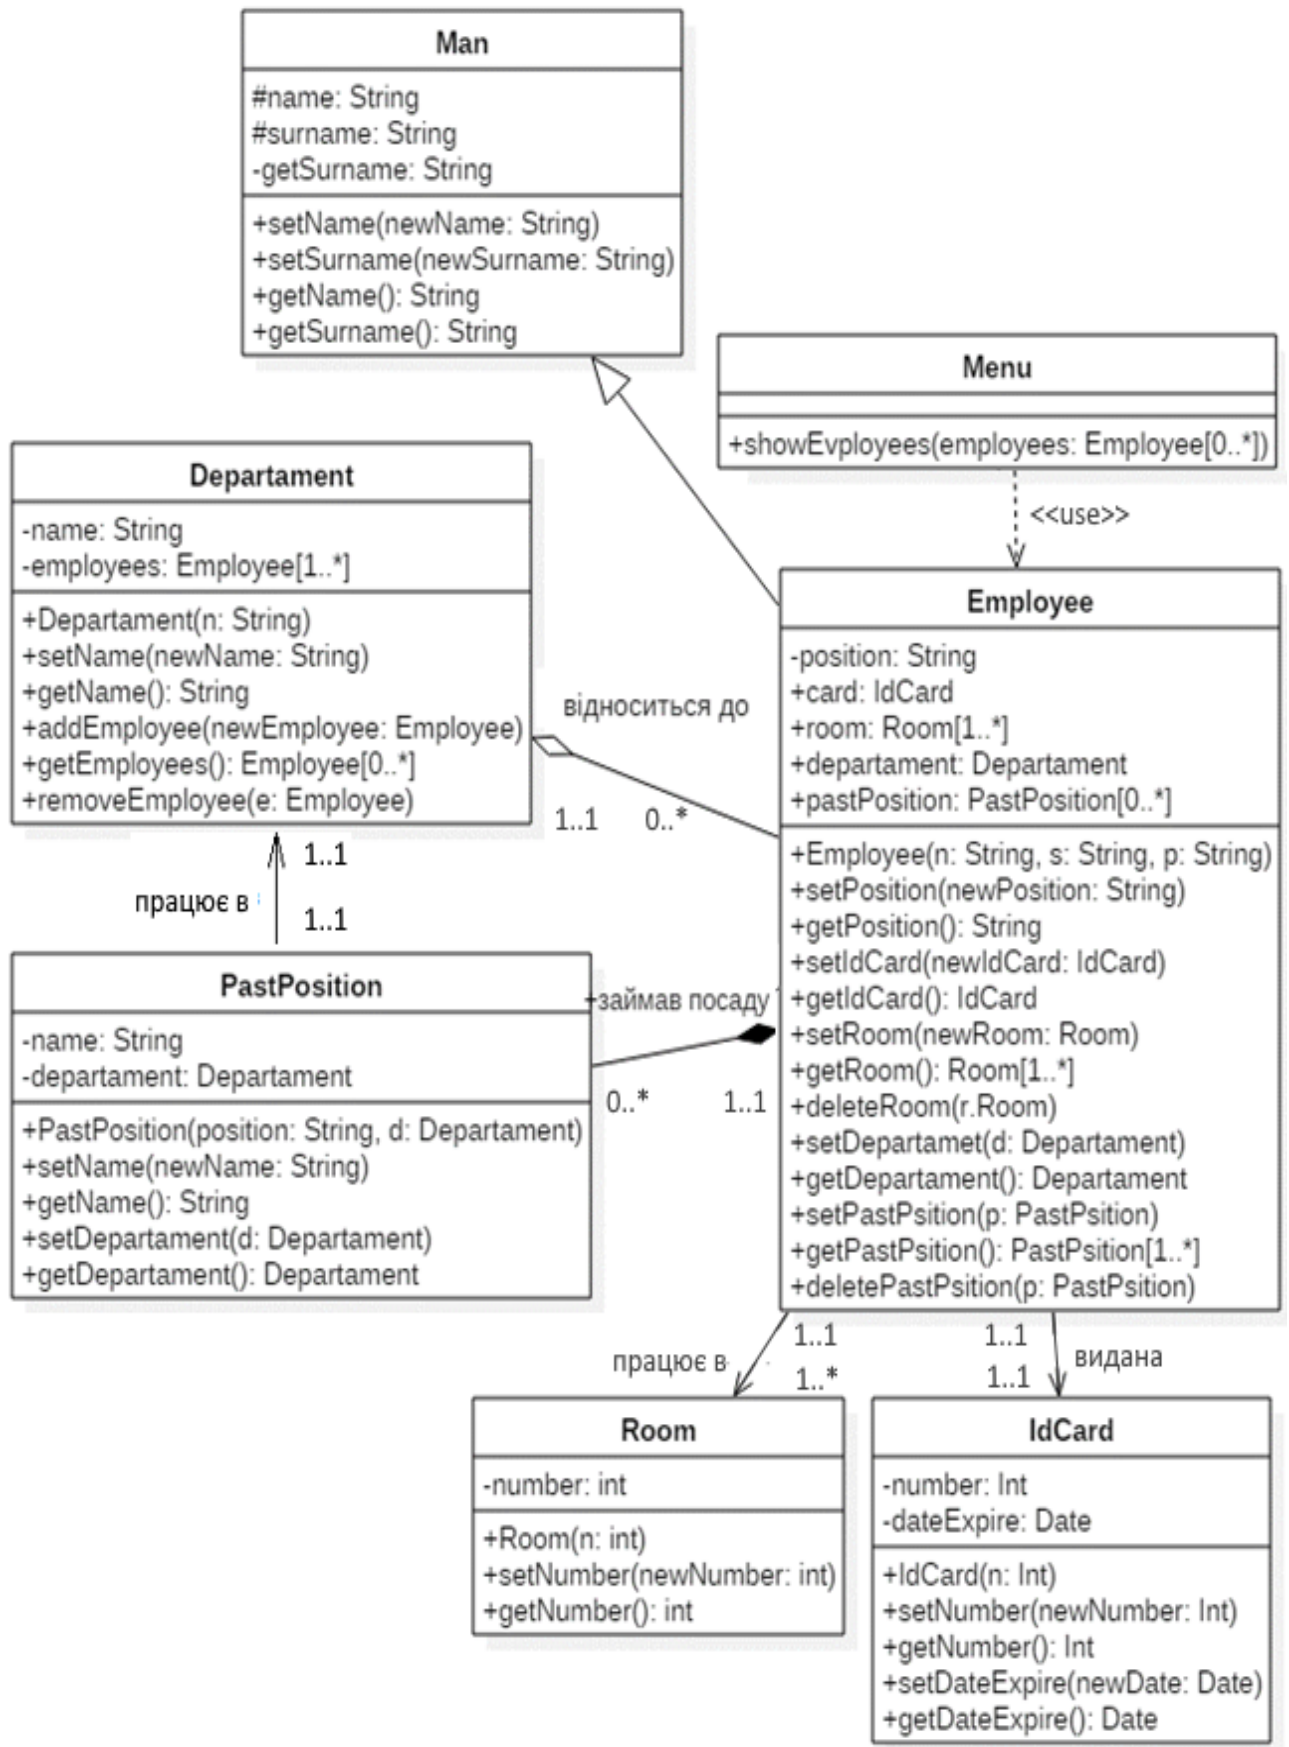 Man
#name: String
#surname: String
-getSurname: String
+setName(newName: String)
+setSurname(newSurname: String)
+getName(): String
+getSurname(): String
Menu
+showEvployees(employees: Employee[0..*])
<<use>>
Departament
-name: String
-employees: Employee[1..*]
+Departament(n: String)
+setName(newName: String)
+getName(): String
+addEmployee(newEmployee: Employee)
+getEmployees(): Employee[0..*]
+removeEmployee(e: Employee)
відноситься до
1..1 0..*
Employee
-position: String
+card: IdCard
+room: Room[1..*]
+departament: Departament
+pastPosition: PastPosition[0..*]
+Employee(n: String, s: String, p: String)
+setPosition(newPosition: String)
+getPosition(): String
+setIdCard(newIdCard: IdCard)
+getIdCard(): IdCard
+setRoom(newRoom: Room)
+getRoom(): Room[1..*]
+deleteRoom(r.Room)
+setDepartamet(d: Departament)
+getDepartament(): Departament
+setPastPsition(p: PastPsition)
+getPastPsition(): PastPsition[1..*]
+deletePastPsition(p: PastPsition)
1..1
працює в
1..1
PastPosition
-name: String
-departament: Departament
+PastPosition(position: String, d: Departament)
+setName(newName: String)
+getName(): String
+setDepartament(d: Departament)
+getDepartament(): Departament
+займав посаду
0..* 1..1
1..1
працює в
1..*
1..1
видана
1..1
Room
-number: int
+Room(n: int)
+setNumber(newNumber: int)
+getNumber(): int
IdCard
-number: Int
-dateExpire: Date
+IdCard(n: Int)
+setNumber(newNumber: Int)
+getNumber(): Int
+setDateExpire(newDate: Date)
+getDateExpire(): Date